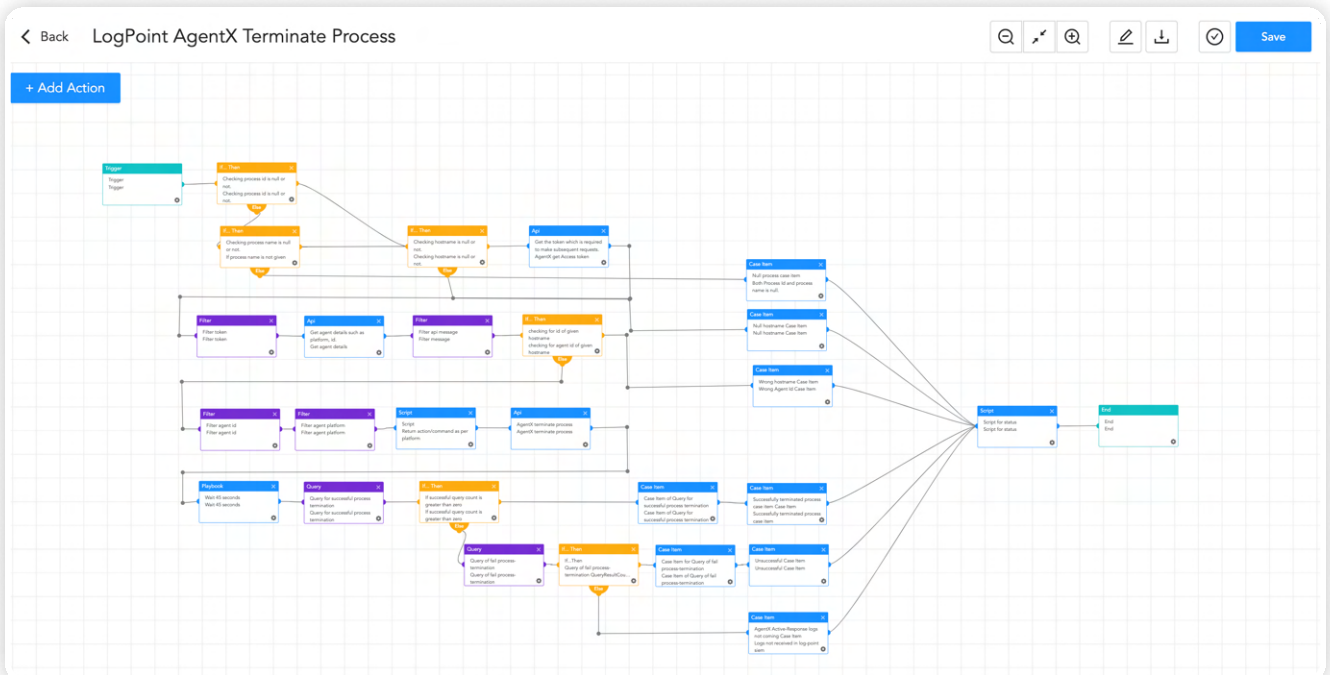 Back
LogPoint AgentX Terminate Process
Save
+ Add Action
Trigger
Trigger
Trigger
If... Then
Checking process id is null or
not.
Checking process id is null or
not.
Else
If... Then
Checking process name is null
or not.
If process name is not given
Else
If... Then
Checking hostname is null or
not.
Checking hostname is null or
not.
Else
Api
Get the token which is required
to make subsequent requests
AgentX get Access token
Case Item
Null process case item
Both Process Id and process
name is null.
Case Item
Null hostname Case Item
Null hostname Case Item
Filter
Filter token
Filter token
Api
Get agent details such as
platform, id
Get agent details
Filter
Filter api message
Filter message
If... Then
checking for id of given
hostname
checking for agent id of given
hostname
Else
Case Item
Wrong hostname Case Item
Wrong Agent Id Case Item
Filter
Filter agent id
Filter agent id
Filter
Filter agent platform
Filter agent platform
Script
Script
Return action/command as per
platform
Api
AgentX terminate process
AgentX terminate process
Script
Script for status
Script for status
End
End
End
Playbook
Wait 45 seconds
Wait 45 seconds
Query
Query for successful process
termination
Query for successful process
termination
If... Then
If successful query count is
greater than zero
If successful query count is
greater than zero
Else
Case Item
Case Item of Query for
successful process termination
Case Item of Query for
succesful process termination
Case Item
Successfully terminated process
case item Case Item
Successfully terminated process
case item
Query
Query of fail process-
termination
Query of fail process-
termination
If... Then
If...Then
Query of fail process-
termination QueryResultCou...
Else
Case Item
Case Item for Query of fail
process-termination
Case Item of Query of fail
process-termination
Case Item
Unsuccessful Case Item
Unsuccessful Case Item
Case Item
AgentX Active Response logs
not coming Case Item
Logs not received in log-point